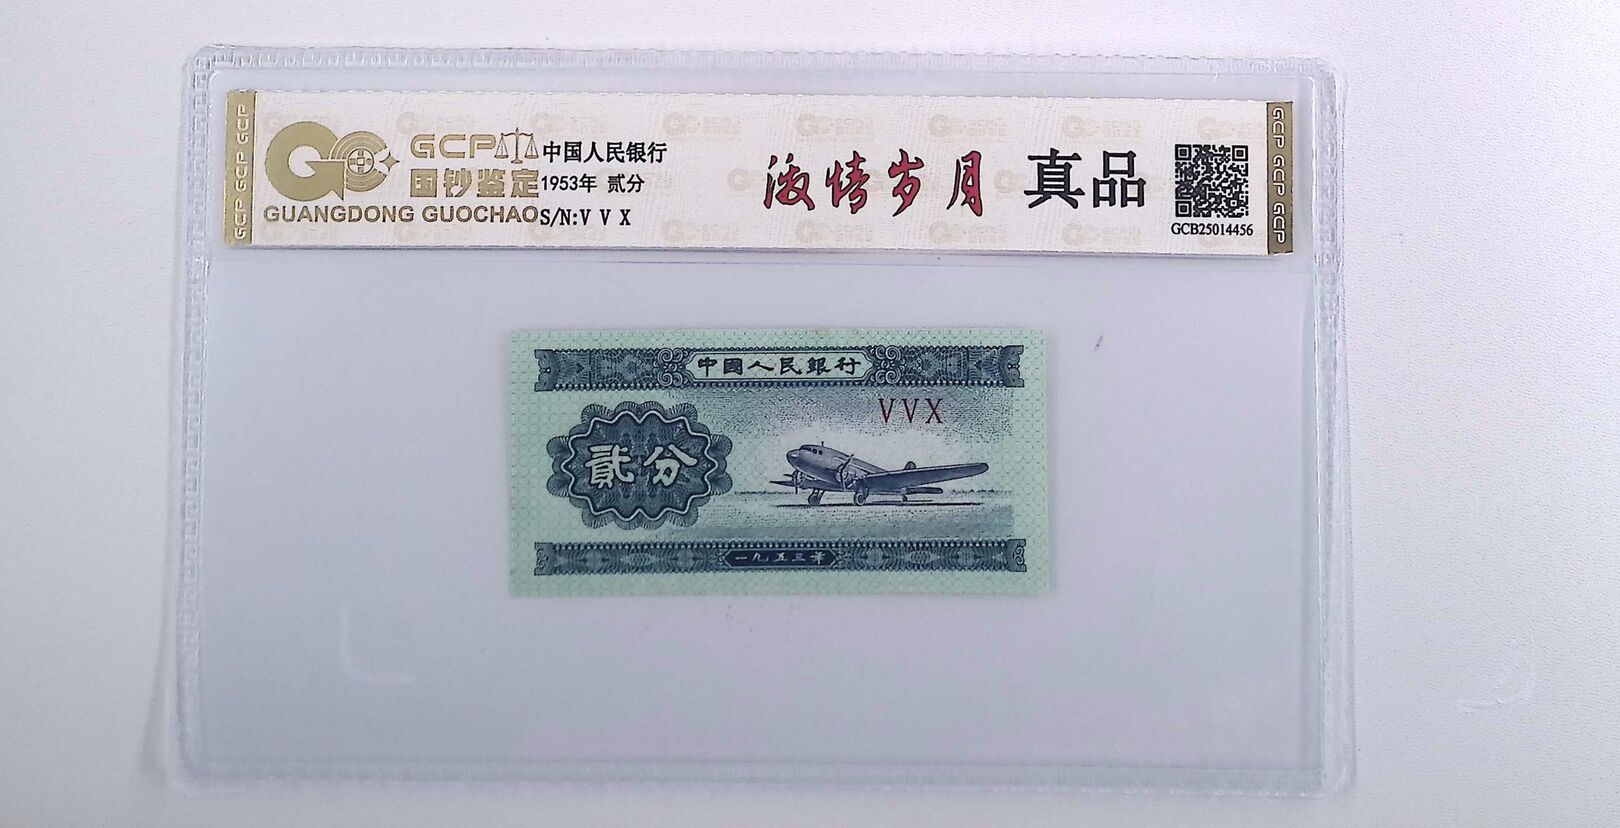 GCP GCP GCP
GCP
国钞鉴定
GUANGDONG GUOCHAO
中国人民银行
1953年 贰分
S/N:V V X
激情岁月 真品
GCB25014456
GCP GCP GCP
中國人民銀行
VVX
貳分
一九五三年